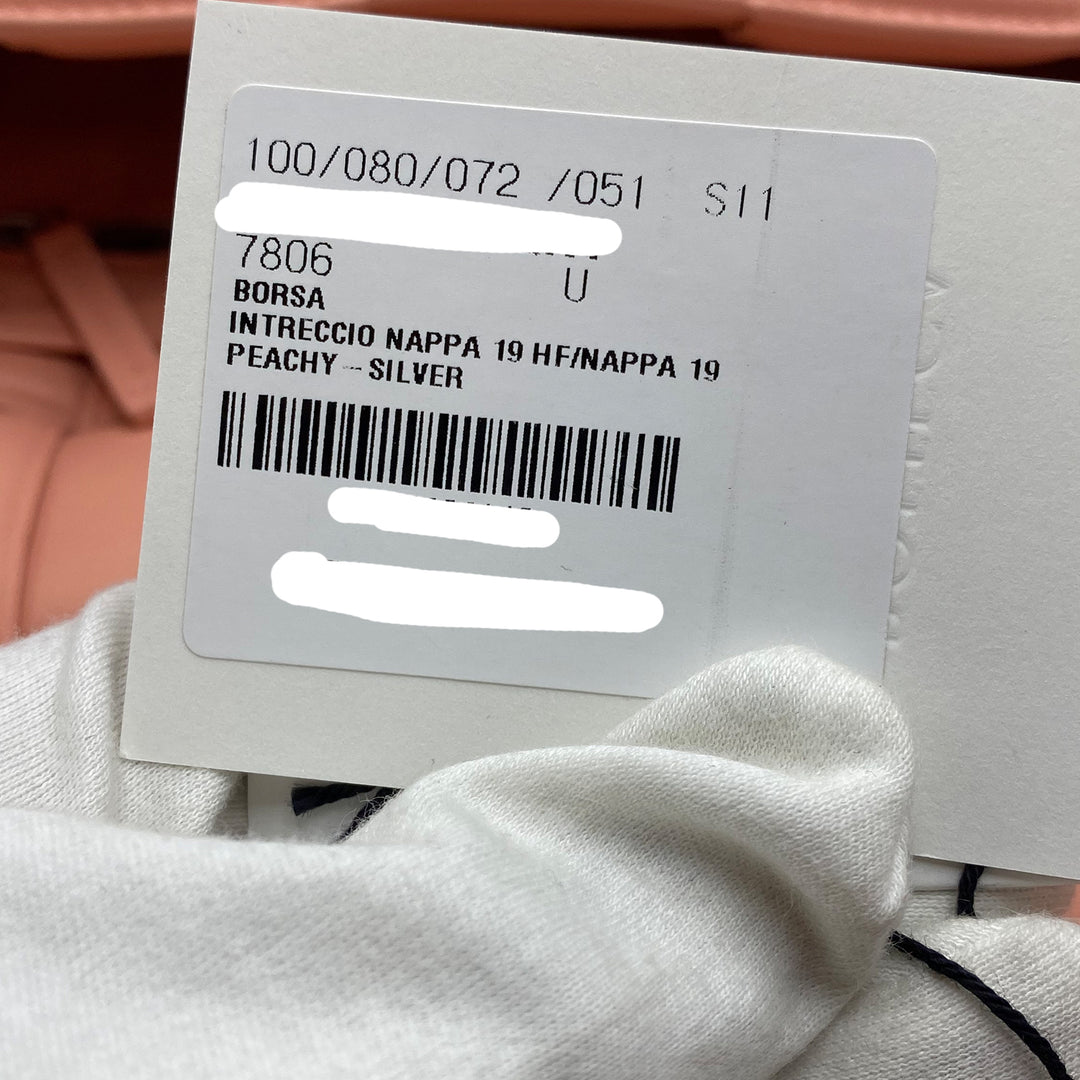 100/080/072 /051 S11
7806
U
BORSA
INTRECCIO NAPPA 19 HF/NAPPA 19
PEACHY - SILVER